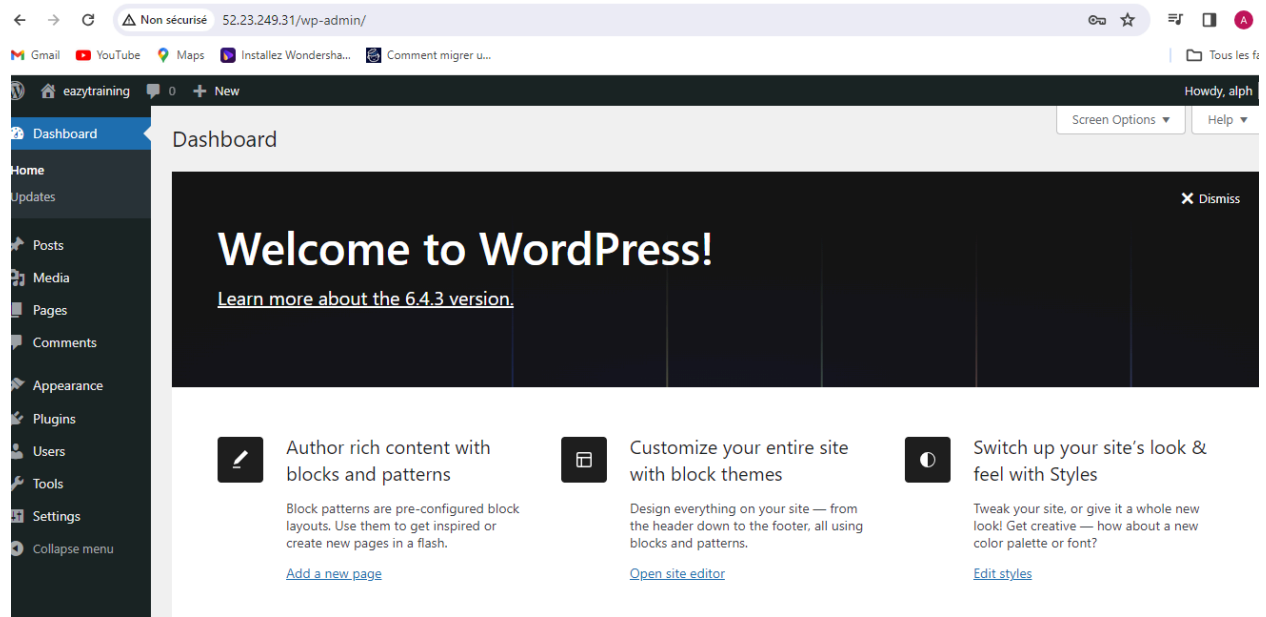 Non sécurisé 52.23.249.31/wp-admin/
A
Gmail YouTube Maps Installez Wondersha... Comment migrer u... Tous les fa
eazytraining 0 New Howdy, alph
Dashboard
Home
Updates
Posts
Media
Pages
Comments
Appearance
Plugins
Users
Tools
Settings
Collapse menu
Dashboard
Screen Options ▼ Help ▼
Dismiss
Welcome to WordPress!
Learn more about the 6.4.3 version.
Author rich content with
blocks and patterns
Block patterns are pre-configured block
layouts. Use them to get inspired or
create new pages in a flash.
Add a new page
Customize your entire site
with block themes
Design everything on your site — from
the header down to the footer, all using
blocks and patterns.
Open site editor
Switch up your site’s look &
feel with Styles
Tweak your site, or give it a whole new
look! Get creative — how about a new
color palette or font?
Edit styles